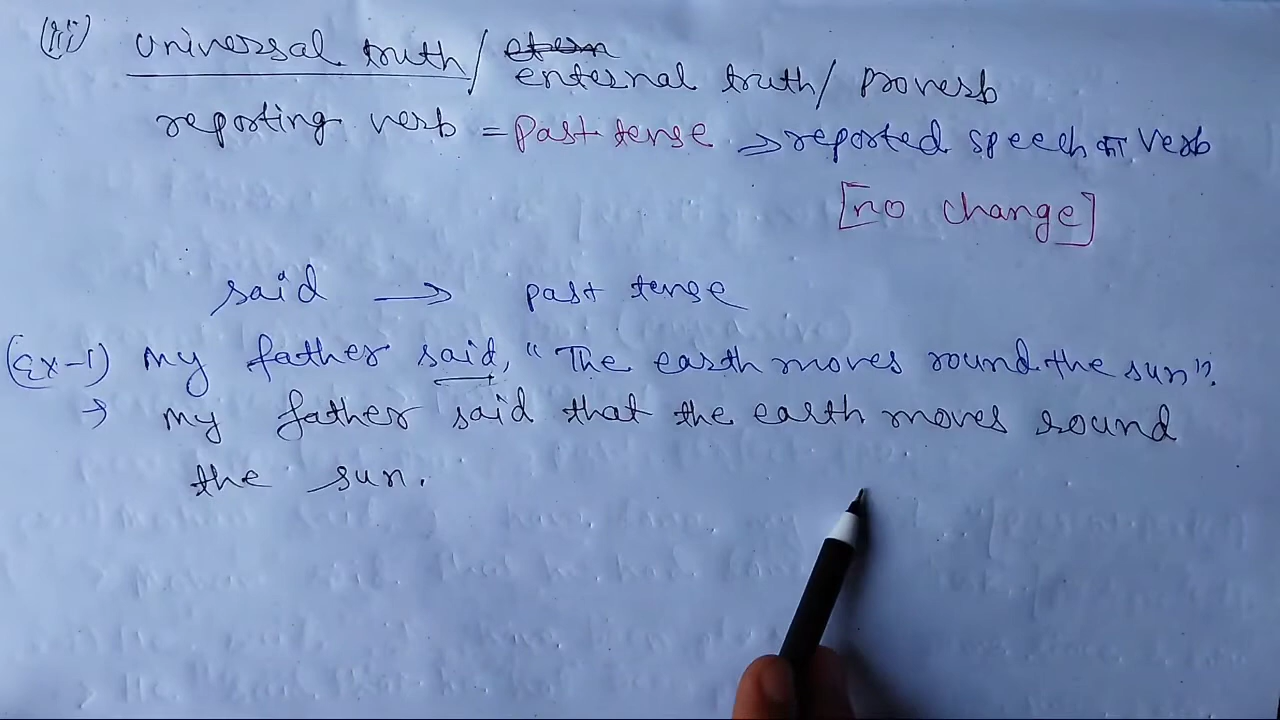 (iii) universal truth/ etern
enternal truth/ proverb
reporting verb = Past tense ⇒ reported speech का verb
[no change]
said → past tense
(Ex-1) My father said, "The earth moves round the sun".
→ My father said that the earth moves round
the sun.